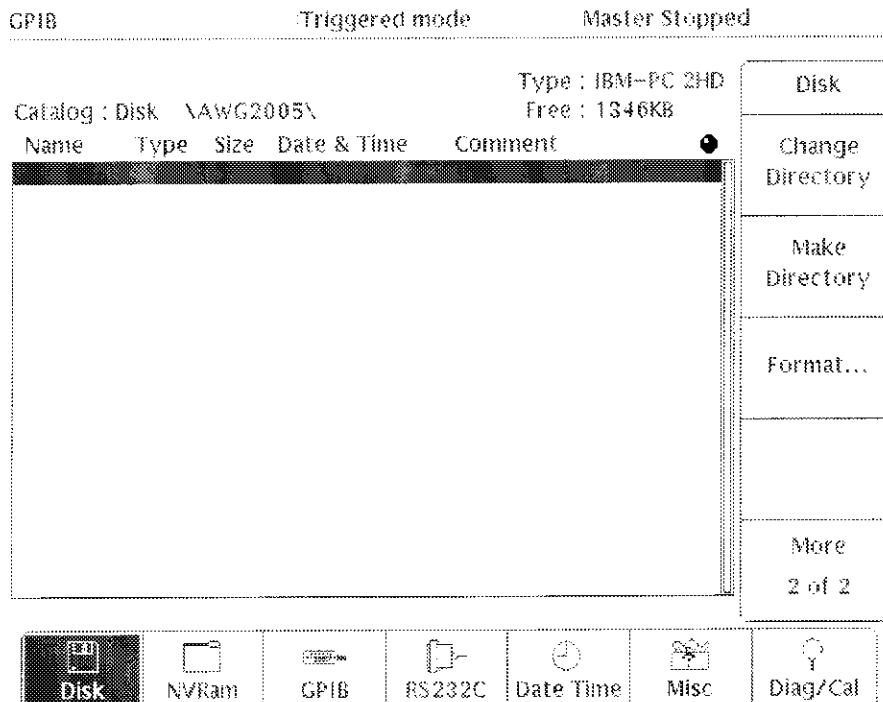 GPIB Triggered mode Master Stopped
Type : IBM-PC 2HD
Catalog : Disk \AWG2005\ Free : 1346KB
Name Type Size Date & Time Comment
Disk
Change
Directory
Make
Directory
Format...
More
2 of 2
Disk NVRam GPIB RS232C Date Time Misc Diag/Cal